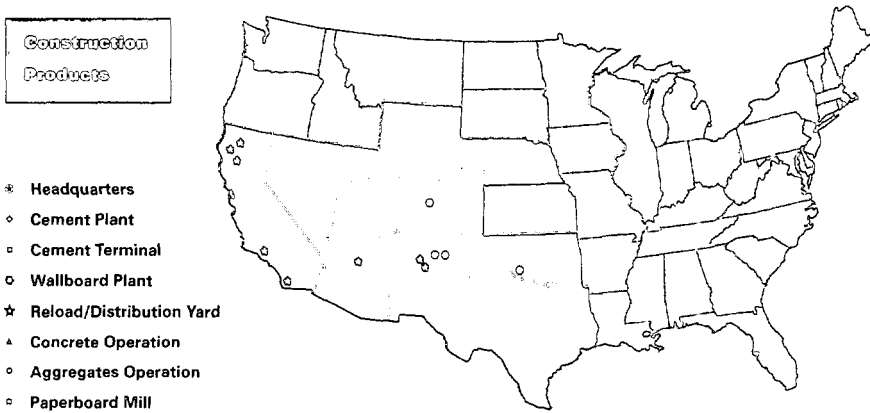 Construction
Products
Headquarters
Cement Plant
Cement Terminal
Wallboard Plant
Reload/Distribution Yard
Concrete Operation
Aggregates Operation
Paperboard Mill